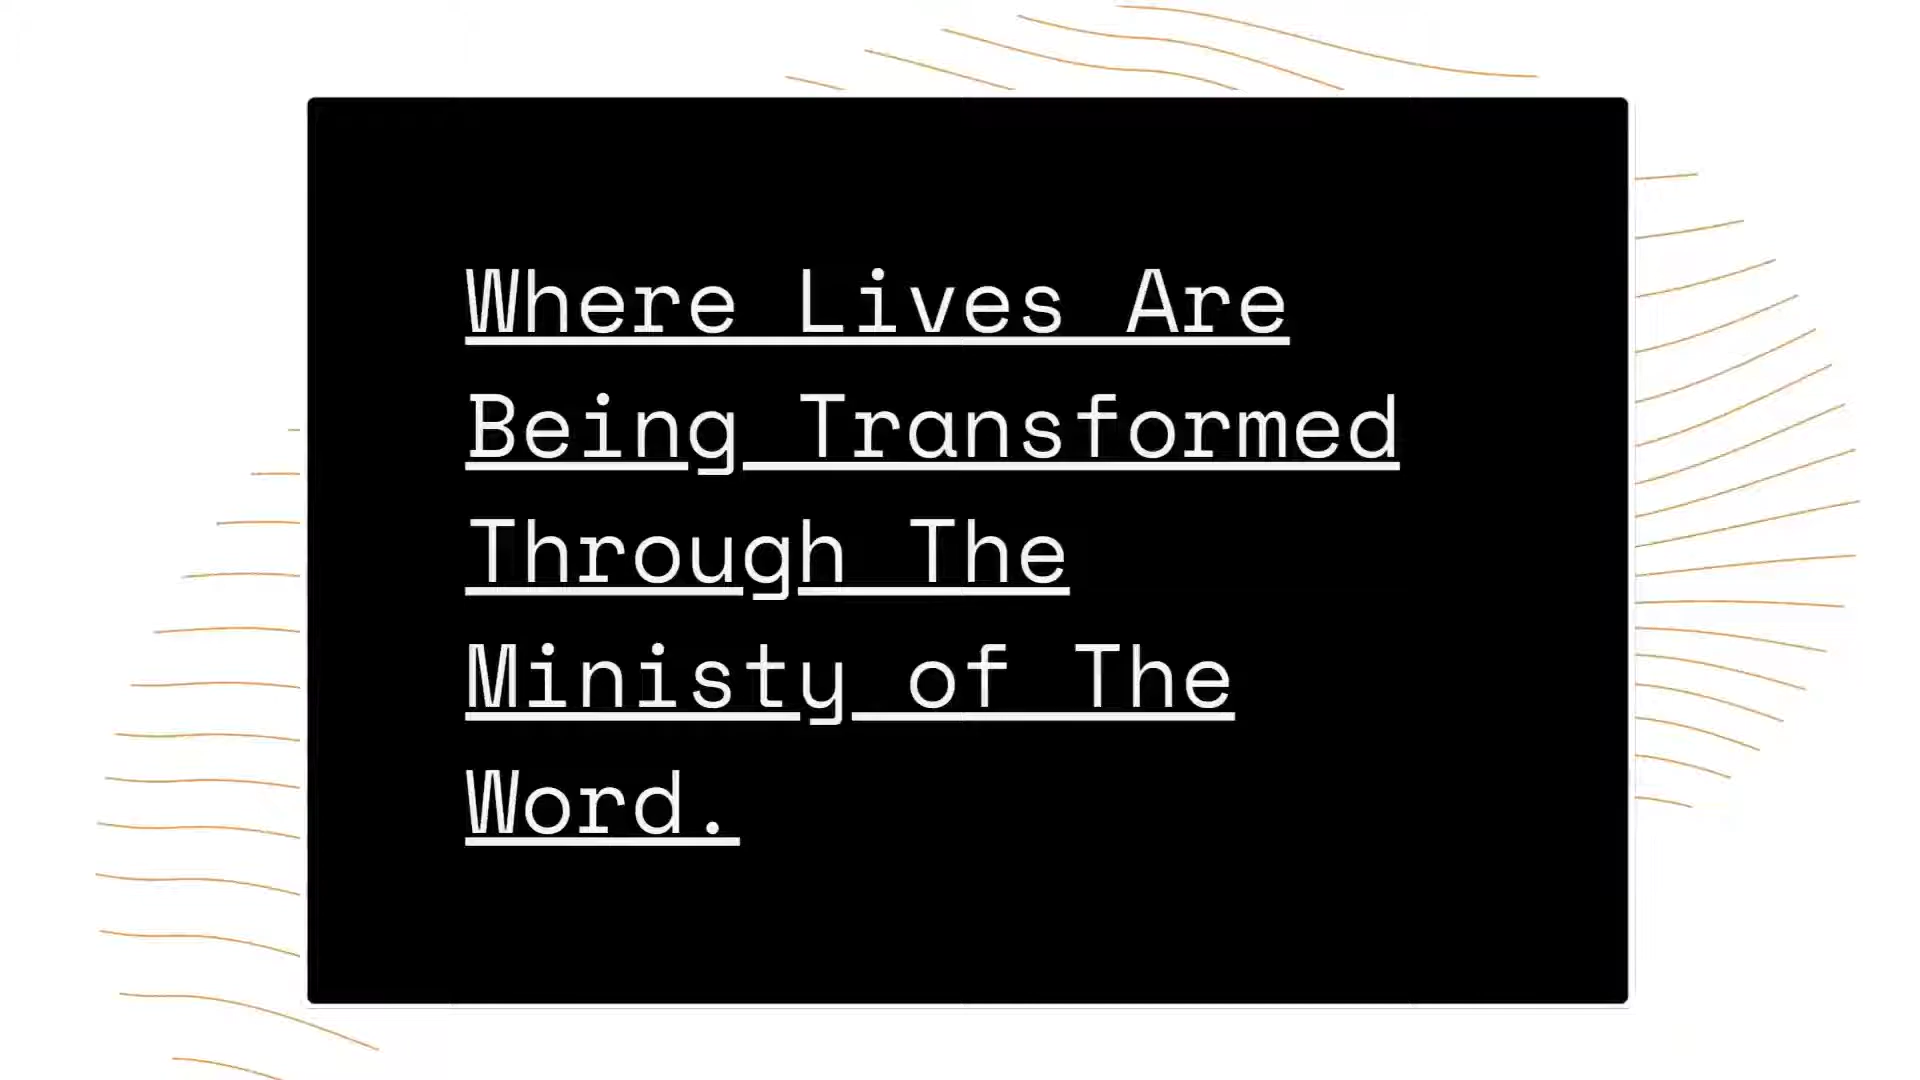 Where Lives Are
Being Transformed
Through The
Ministy of The
Word.